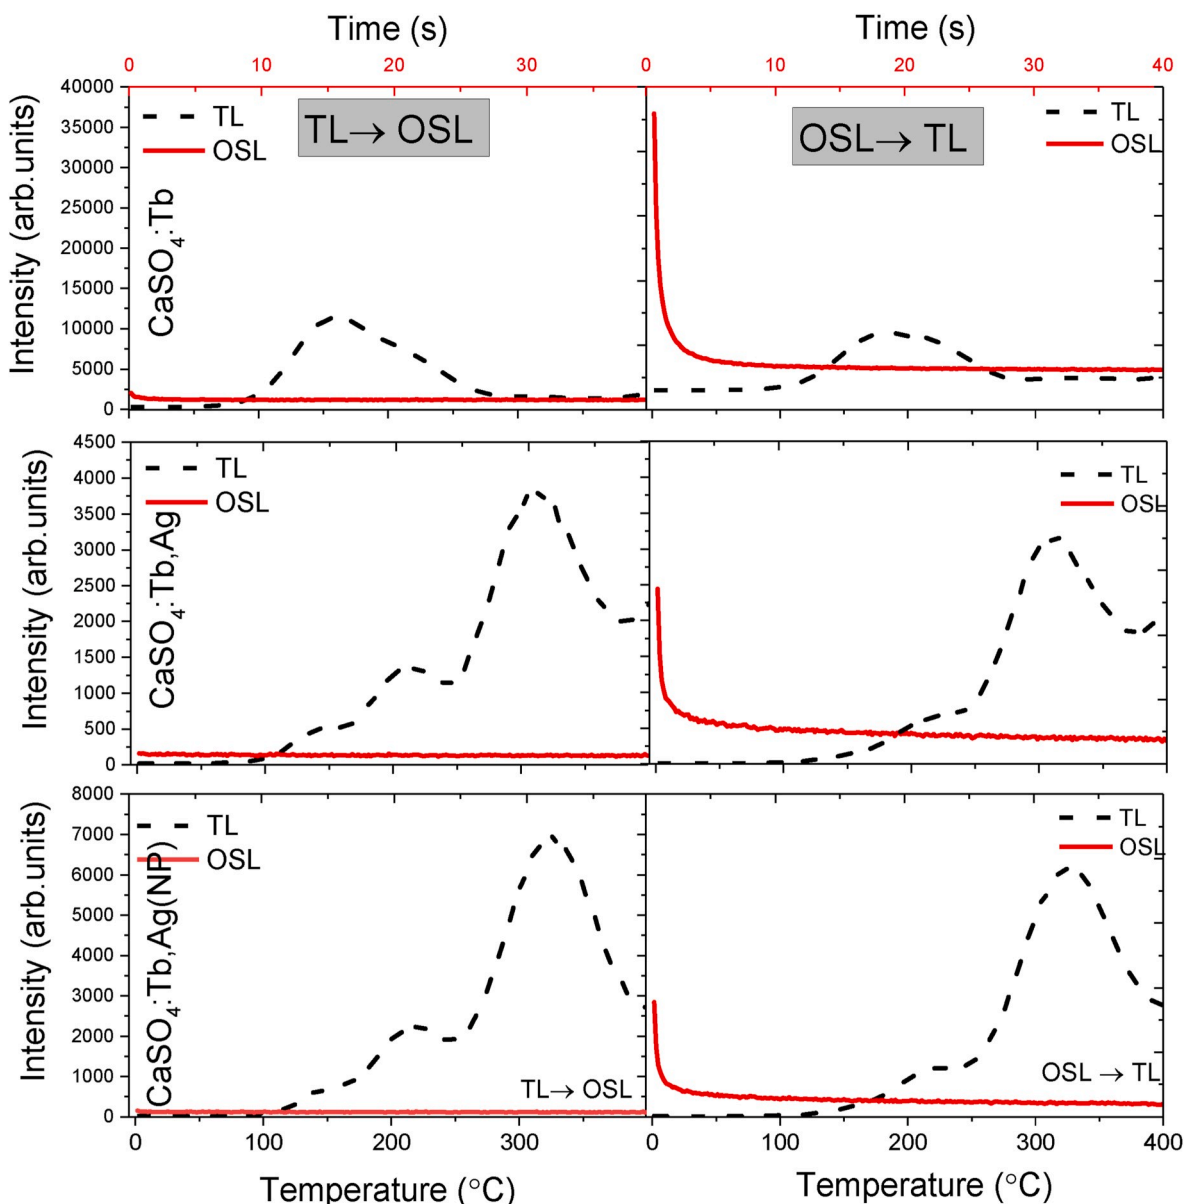 Time (s)
Time (s)
0 10 20 30
0 10 20 30 40
Intensity (arb.units)
40000
35000
30000
25000
20000
15000
10000
5000
0
CaSO4:Tb
TL
OSL
TL→ OSL
OSL→ TL
TL
OSL
Intensity (arb.units)
4500
4000
3500
3000
2500
2000
1500
1000
500
0
CaSO4:Tb,Ag
TL
OSL
TL
OSL
Intensity (arb.units)
8000
7000
6000
5000
4000
3000
2000
1000
0
CaSO4:Tb,Ag(NP)
TL
OSL
TL→ OSL
TL
OSL
OSL → TL
0 100 200 300
0 100 200 300 400
Temperature (°C)
Temperature (°C)